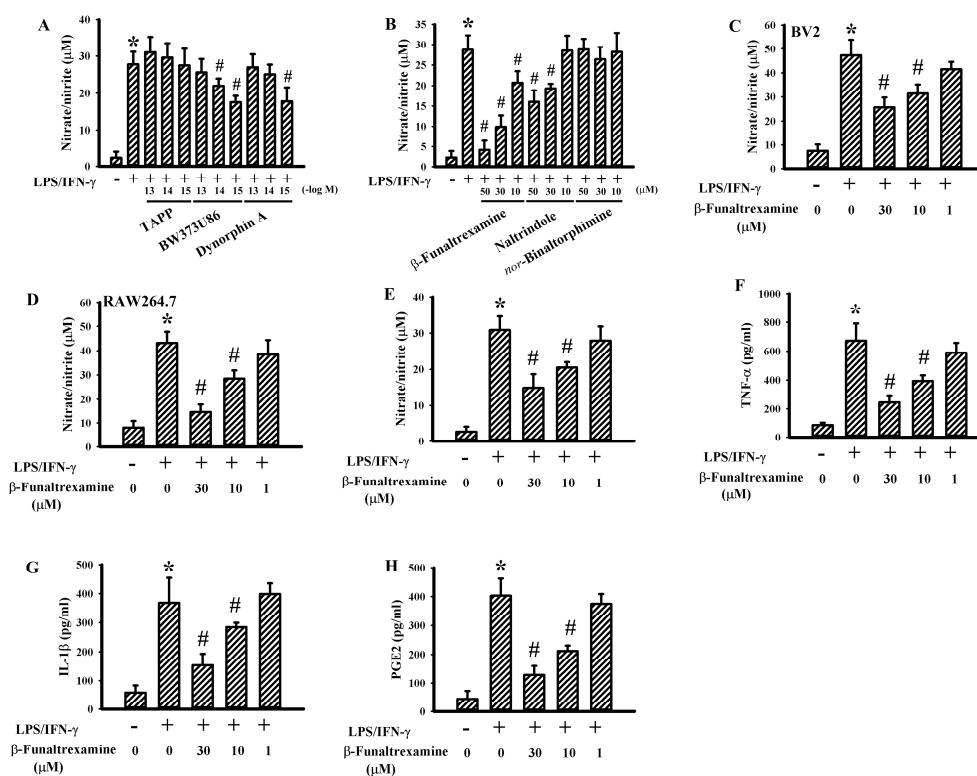 A
Nitrate/nitrite (μM)
40
30
20
10
0
*
# # #
LPS/IFN-γ - + + + + + + + + + +
13 14 15 13 14 15 13 14 15 (-log M)
TAPP
BW373U86
Dynorphin A
B
Nitrate/nitrite (μM)
35
30
25
20
15
10
5
0
*
# # # # #
LPS/IFN-γ - + + + + + + + + + +
50 30 10 50 30 10 50 30 10 (μM)
β-Funaltrexamine
Naltrindole
nor-Binaltorphimine
C
BV2
Nitrate/nitrite (μM)
60
50
40
30
20
10
0
*
# #
LPS/IFN-γ - + + + +
β-Funaltrexamine 0 0 30 10 1
(μM)
D
RAW264.7
Nitrate/nitrite (μM)
60
50
40
30
20
10
0
*
# #
LPS/IFN-γ - + + + +
β-Funaltrexamine 0 0 30 10 1
(μM)
E
Nitrate/nitrite (μM)
40
30
20
10
0
*
# #
LPS/IFN-γ - + + + +
β-Funaltrexamine 0 0 30 10 1
(μM)
F
TNF-α (pg/ml)
1000
800
600
400
200
0
*
# #
LPS/IFN-γ - + + + +
β-Funaltrexamine 0 0 30 10 1
(μM)
G
IL-1β (pg/ml)
500
400
300
200
100
0
*
# #
LPS/IFN-γ - + + + +
β-Funaltrexamine 0 0 30 10 1
(μM)
H
PGE2 (pg/ml)
500
400
300
200
100
0
*
# #
LPS/IFN-γ - + + + +
β-Funaltrexamine 0 0 30 10 1
(μM)